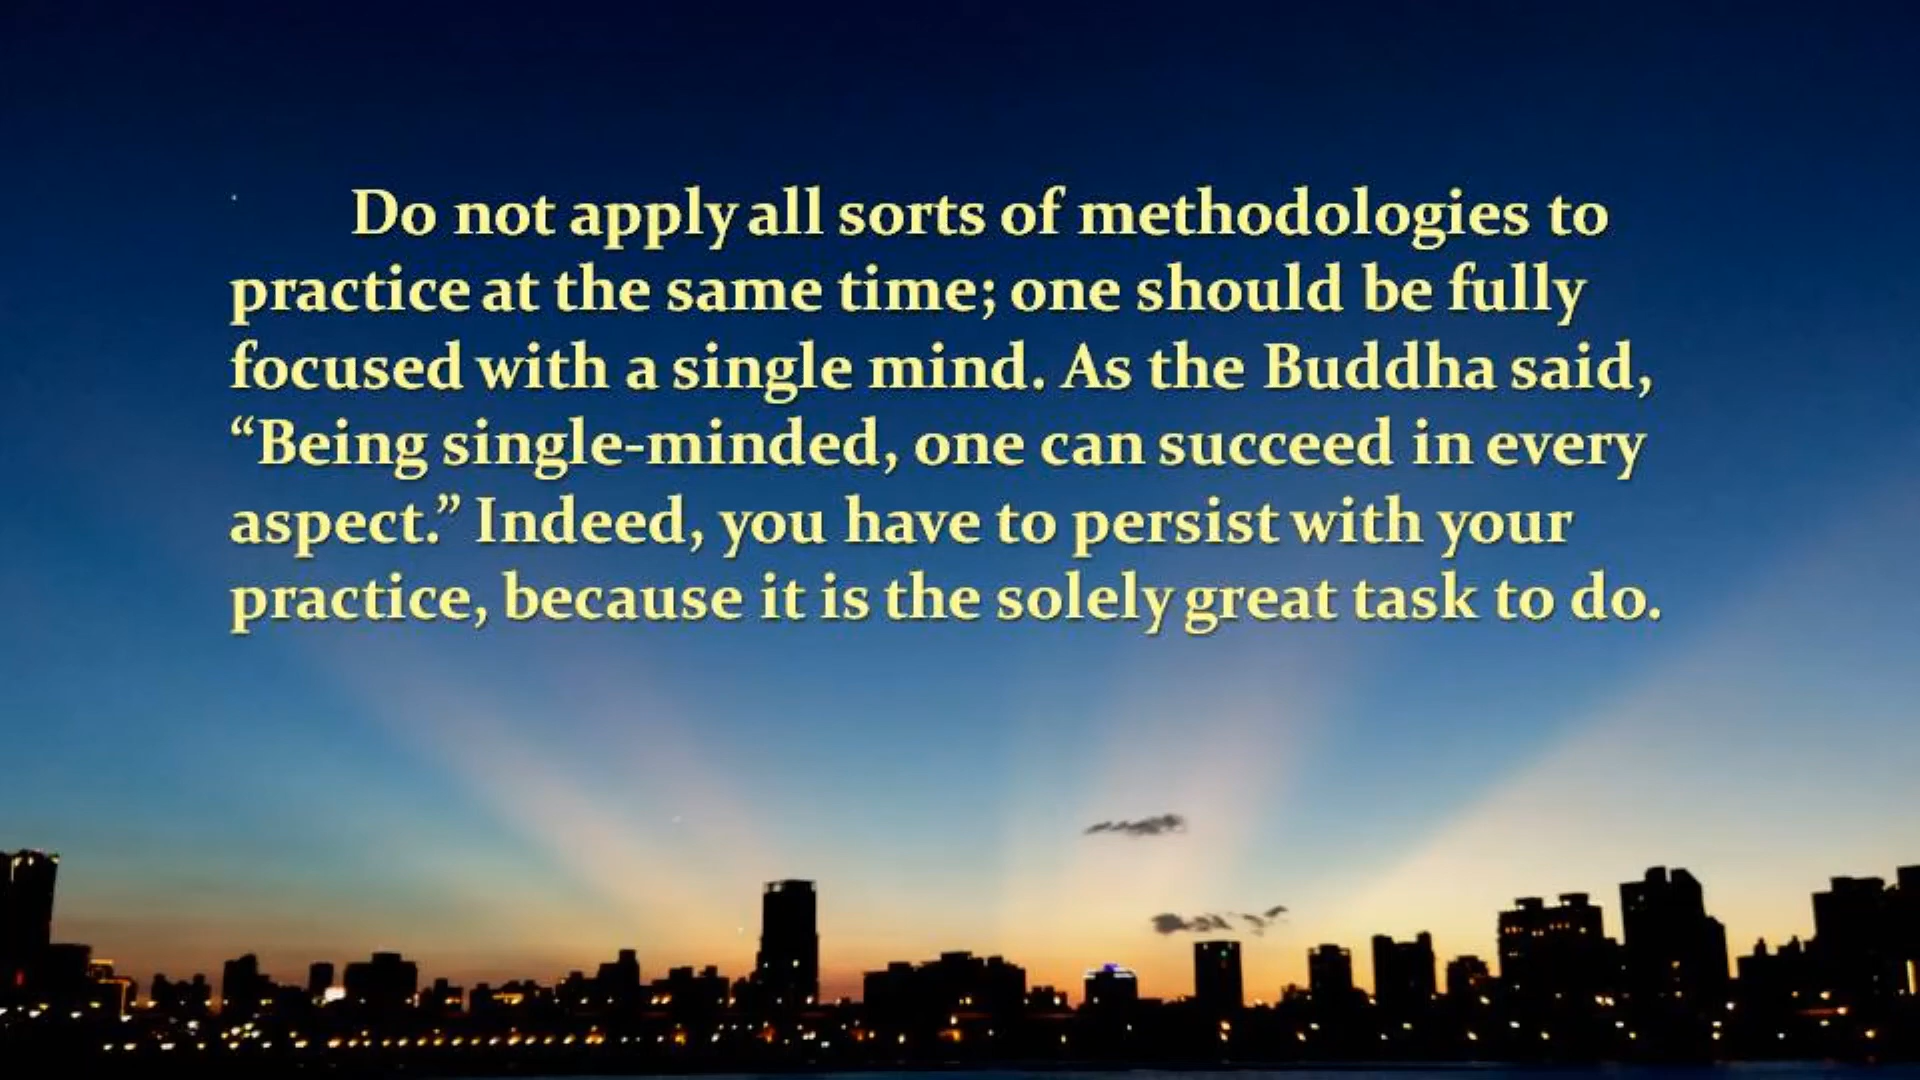 Do not apply all sorts of methodologies to
practice at the same time; one should be fully
focused with a single mind. As the Buddha said,
“Being single-minded, one can succeed in every
aspect.” Indeed, you have to persist with your
practice, because it is the solely great task to do.